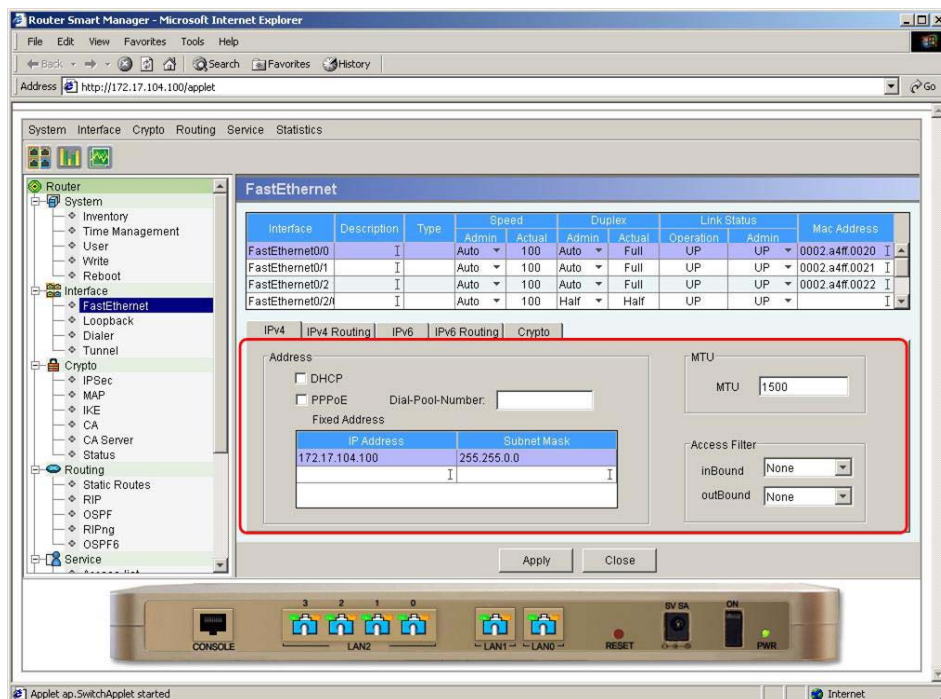 Router Smart Manager - Microsoft Internet Explorer
File Edit View Favorites Tools Help
Back Search Favorites History
Address http://172.17.104.100/applet Go
System Interface Crypto Routing Service Statistics
Router
System
Inventory
Time Management
User
Write
Reboot
Interface
FastEthernet
Loopback
Dialer
Tunnel
Crypto
IPSec
MAP
IKE
CA
CA Server
Status
Routing
Static Routes
RIP
OSPF
RIPng
OSPF6
Service
FastEthernet
Interface Description Type Speed Duplex Link Status Mac Address
Admin Actual Admin Actual Operation Admin
FastEthernet0/0 Auto 100 Auto Full UP UP 0002.a4ff.0020
FastEthernet0/1 Auto 100 Auto Full UP UP 0002.a4ff.0021
FastEthernet0/2 Auto 100 Auto Full UP UP 0002.a4ff.0022
FastEthernet0/2/ Auto 100 Half Half UP UP
IPv4 IPv4 Routing IPv6 IPv6 Routing Crypto
Address
DHCP
PPPoE Dial-Pool-Number:
Fixed Address
IP Address Subnet Mask
172.17.104.100 255.255.0.0
MTU
MTU 1500
Access Filter
inBound None
outBound None
Apply Close
3 2 1 0 5V 5A ON
CONSOLE LAN2 LAN1 LAN0 RESET PWR
Applet ap.SwitchApplet started Internet